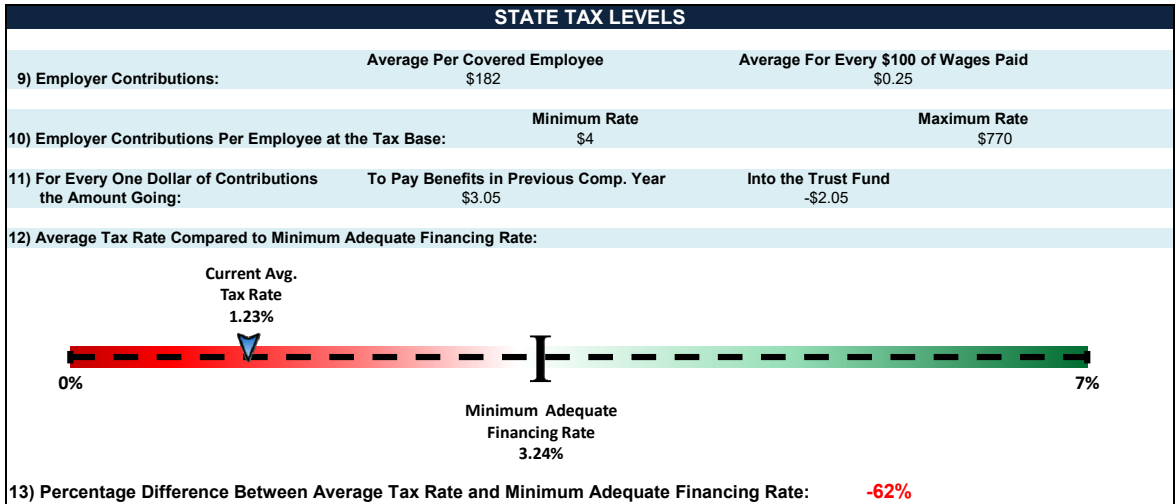 STATE TAX LEVELS
Average Per Covered Employee Average For Every $100 of Wages Paid
9) Employer Contributions: $182 $0.25
Minimum Rate Maximum Rate
10) Employer Contributions Per Employee at the Tax Base: $4 $770
11) For Every One Dollar of Contributions To Pay Benefits in Previous Comp. Year Into the Trust Fund
the Amount Going: $3.05 -$2.05
12) Average Tax Rate Compared to Minimum Adequate Financing Rate:
Current Avg.
Tax Rate
1.23%
0% 7%
Minimum Adequate
Financing Rate
3.24%
13) Percentage Difference Between Average Tax Rate and Minimum Adequate Financing Rate: -62%